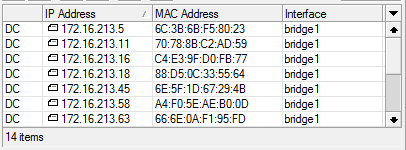 IP Address MAC Address Interface
DC 172.16.213.5 6C:3B:6B:F5:80:23 bridge1
DC 172.16.213.11 70:78:8B:C2:AD:59 bridge1
DC 172.16.213.16 C4:E3:9F:D0:FB:77 bridge1
DC 172.16.213.18 88:D5:0C:33:55:64 bridge1
DC 172.16.213.45 6E:5F:1D:67:29:4B bridge1
DC 172.16.213.58 A4:F0:5E:AE:B0:0D bridge1
DC 172.16.213.63 66:6E:0A:F1:95:FD bridge1
14 items